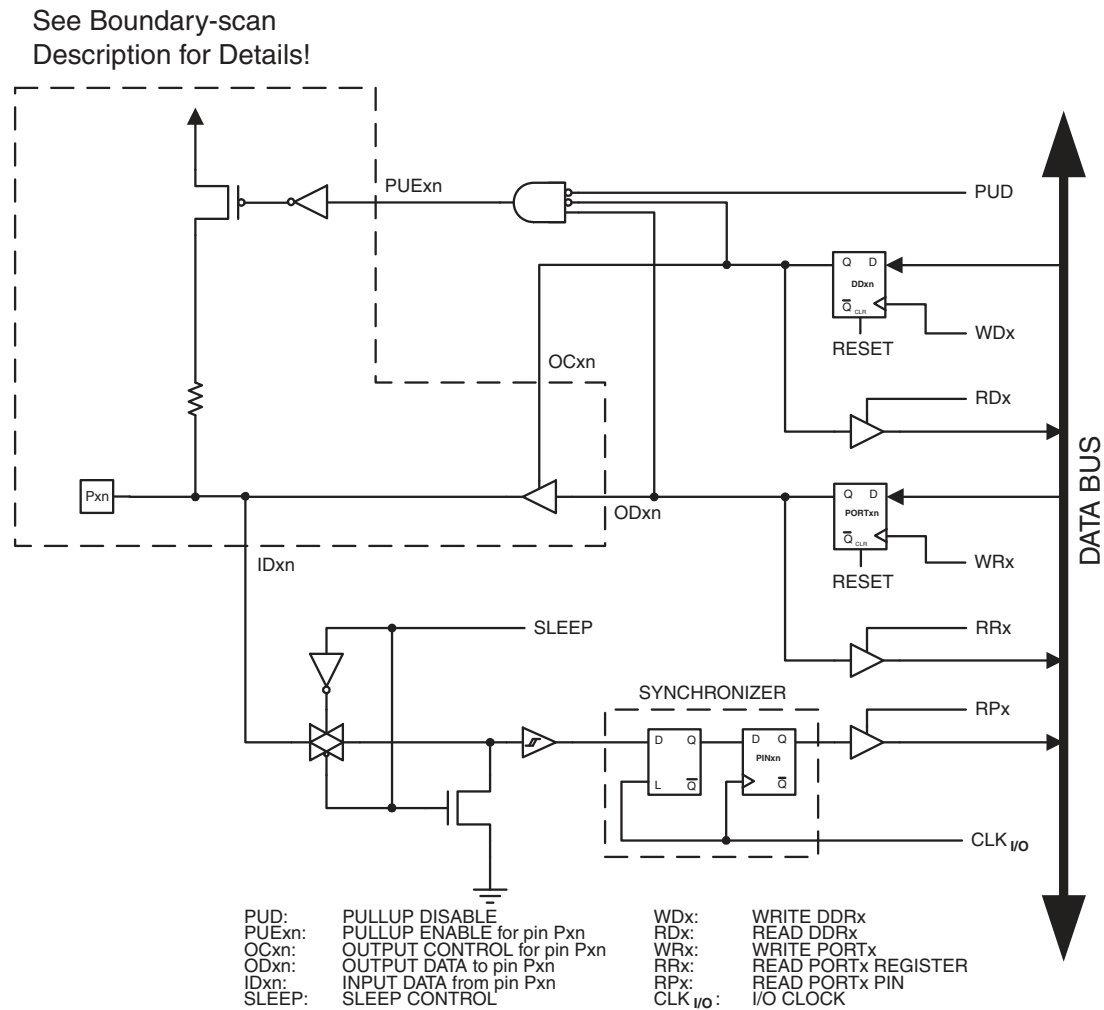 See Boundary-scan
Description for Details!
PUExn
PUD
Q D
DDxn
Q CLR
WDx
RESET
OCxn
RDx
DATA BUS
Pxn
ODxn
Q D
PORTxn
Q CLR
IDxn
WRx
RESET
SLEEP
RRx
SYNCHRONIZER
RPx
D Q
L Q
D Q
PINxn
Q
CLK I/O
PUD: PULLUP DISABLE
PUExn: PULLUP ENABLE for pin Pxn
OCxn: OUTPUT CONTROL for pin Pxn
ODxn: OUTPUT DATA to pin Pxn
IDxn: INPUT DATA from pin Pxn
SLEEP: SLEEP CONTROL
WDx: WRITE DDRx
RDx: READ DDRx
WRx: WRITE PORTx
RRx: READ PORTx REGISTER
RPx: READ PORTx PIN
CLK I/O: I/O CLOCK